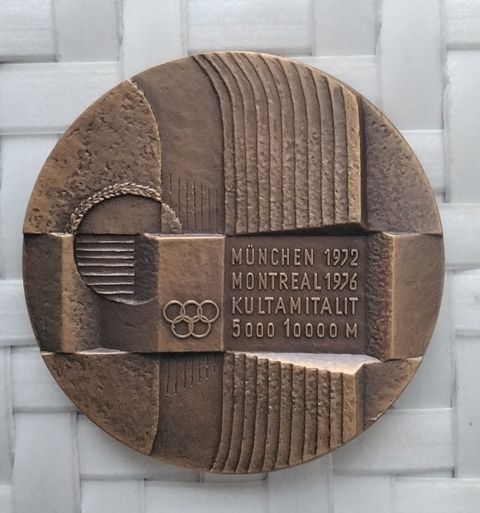 MÜNCHEN 1972
MONTREAL 1976
KULTAMITALIT
5000 10000 M